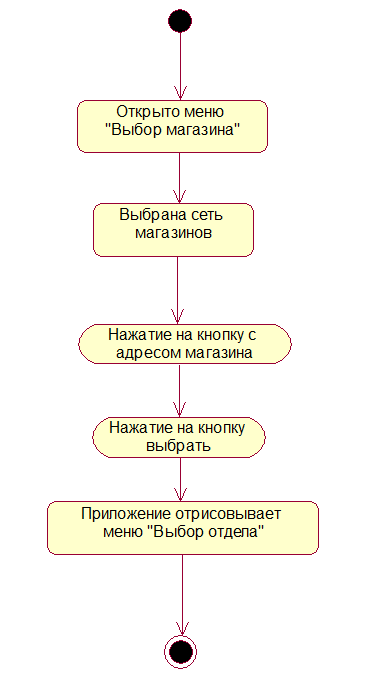 Открыто меню
"Выбор магазина"
Выбрана сеть
магазинов
Нажатие на кнопку с
адресом магазина
Нажатие на кнопку
выбрать
Приложение отрисовывает
меню "Выбор отдела"